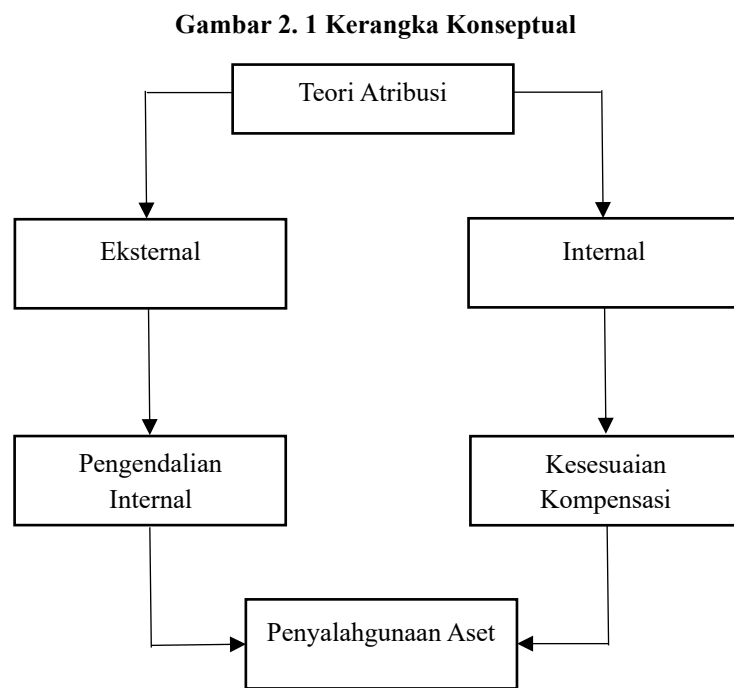 Gambar 2. 1 Kerangka Konseptual
Teori Atribusi
Eksternal
Internal
Pengendalian
Internal
Kesesuaian
Kompensasi
Penyalahgunaan Aset